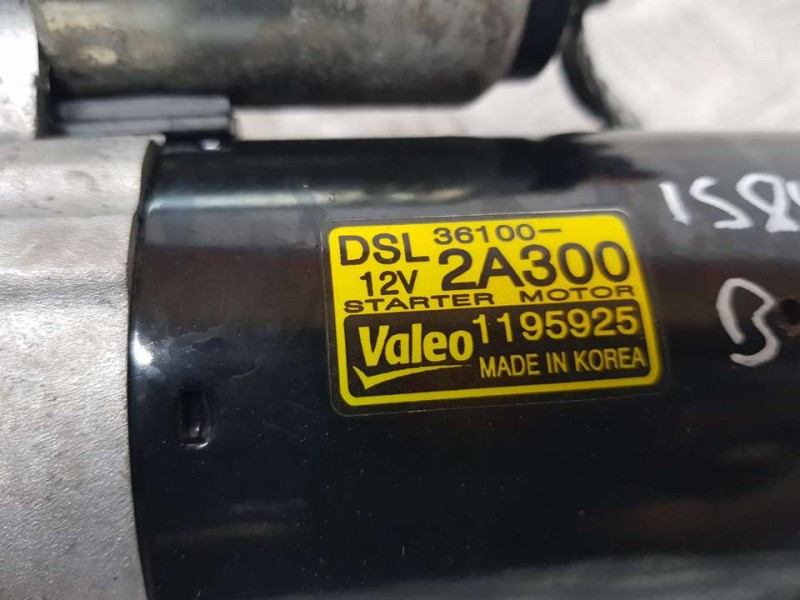 DSL 36100-
12V 2A300
STARTER MOTOR
Valeo 1195925
MADE IN KOREA
B